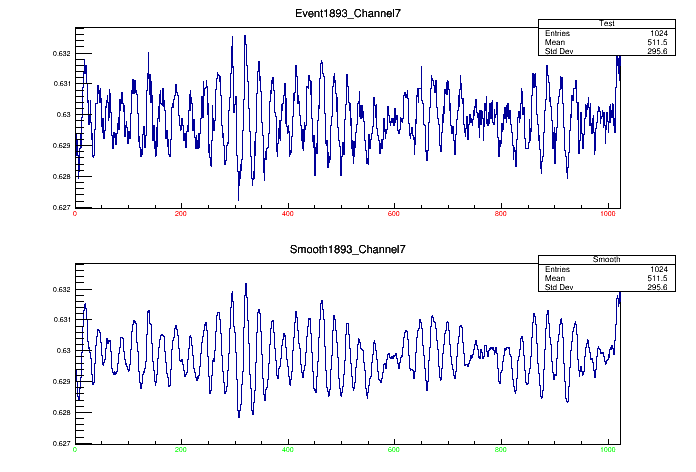 Event1893_Channel7
Test
Entries 1024
Mean 511.5
Std Dev 295.6
0.632
0.631
0.63
0.629
0.628
0.627
0 200 400 600 800 1000
Smooth1893_Channel7
Smooth
Entries 1024
Mean 511.5
Std Dev 295.6
0.632
0.631
0.63
0.629
0.628
0.627
0 200 400 600 800 1000